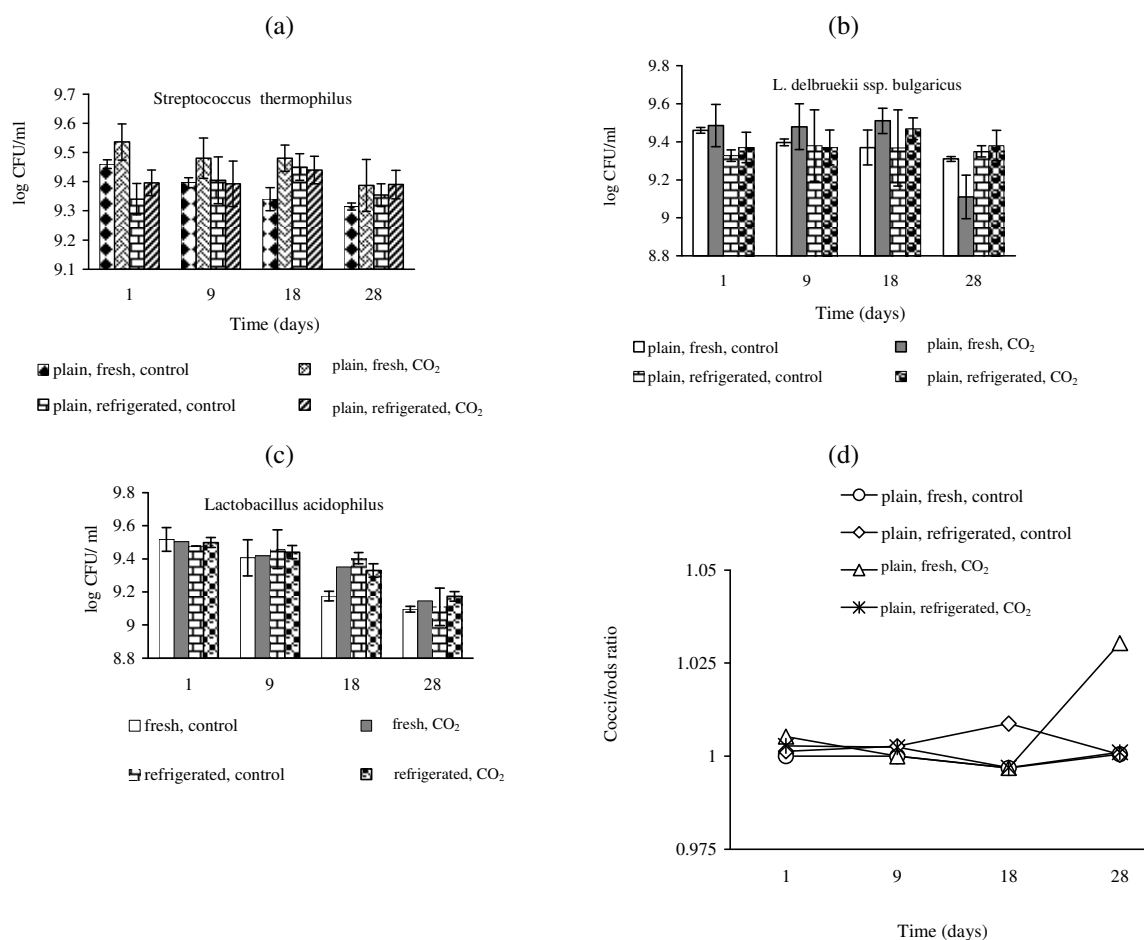 (a)
Streptococcus thermophilus
log CFU/ml
9.7
9.6
9.5
9.4
9.3
9.2
9.1
1 9 18 28
Time (days)
plain, fresh, control
plain, fresh, CO2
plain, refrigerated, control
plain, refrigerated, CO2
(b)
L. delbruekii ssp. bulgaricus
log CFU/ml
9.8
9.6
9.4
9.2
9
8.8
1 9 18 28
Time (days)
plain, fresh, control
plain, fresh, CO2
plain, refrigerated, control
plain, refrigerated, CO2
(c)
Lactobacillus acidophilus
log CFU/ ml
9.8
9.6
9.4
9.2
9
8.8
1 9 18 28
fresh, control
fresh, CO2
refrigerated, control
refrigerated, CO2
(d)
plain, fresh, control
plain, refrigerated, control
plain, fresh, CO2
plain, refrigerated, CO2
Cocci/rods ratio
1.05
1.025
1
0.975
1 9 18 28
Time (days)